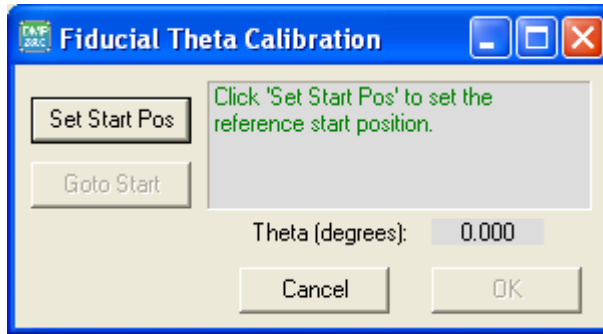 Fiducial Theta Calibration
Set Start Pos
Click 'Set Start Pos' to set the
reference start position.
Goto Start
Theta (degrees): 0.000
Cancel
OK